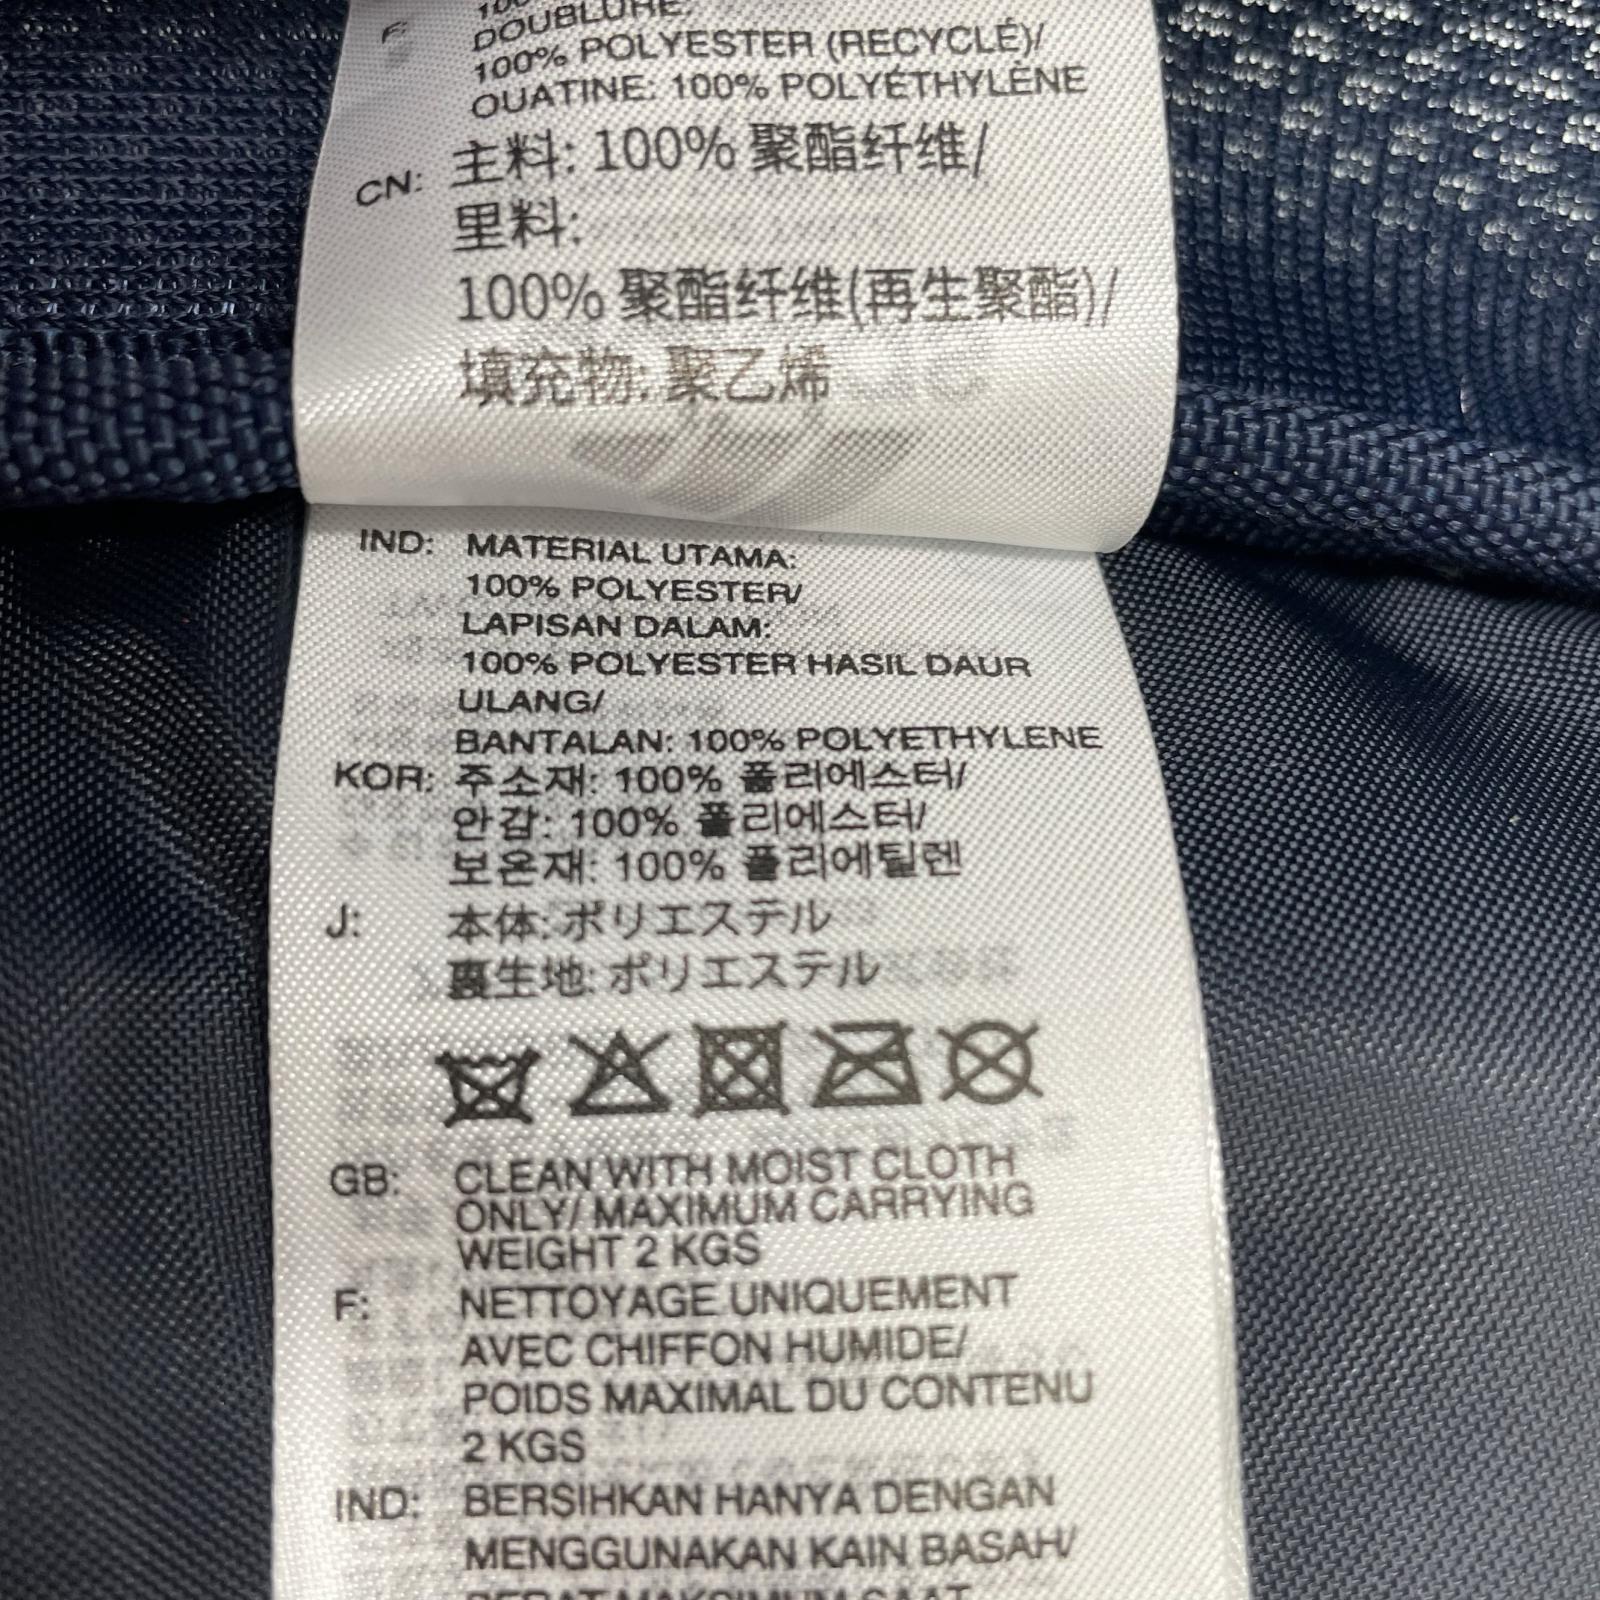 F:
DOUBLURE:
100% POLYESTER (RECYCLÉ)/
OUATINE: 100% POLYÉTHYLÈNE
CN: 主料: 100% 聚酯纤维/
里料:
100% 聚酯纤维(再生聚酯)/
填充物: 聚乙烯
IND: MATERIAL UTAMA:
100% POLYESTER/
LAPISAN DALAM:
100% POLYESTER HASIL DAUR
ULANG/
BANTALAN: 100% POLYETHYLENE
KOR: 주소재: 100% 폴리에스터/
안감: 100% 폴리에스터/
보온재: 100% 폴리에틸렌
J: 本体: ポリエステル
裏生地: ポリエステル
GB: CLEAN WITH MOIST CLOTH
ONLY/ MAXIMUM CARRYING
WEIGHT 2 KGS
F: NETTOYAGE UNIQUEMENT
AVEC CHIFFON HUMIDE/
POIDS MAXIMAL DU CONTENU
2 KGS
IND: BERSIHKAN HANYA DENGAN
MENGGUNAKAN KAIN BASAH/
BERAT MAKSIMUM SAAT